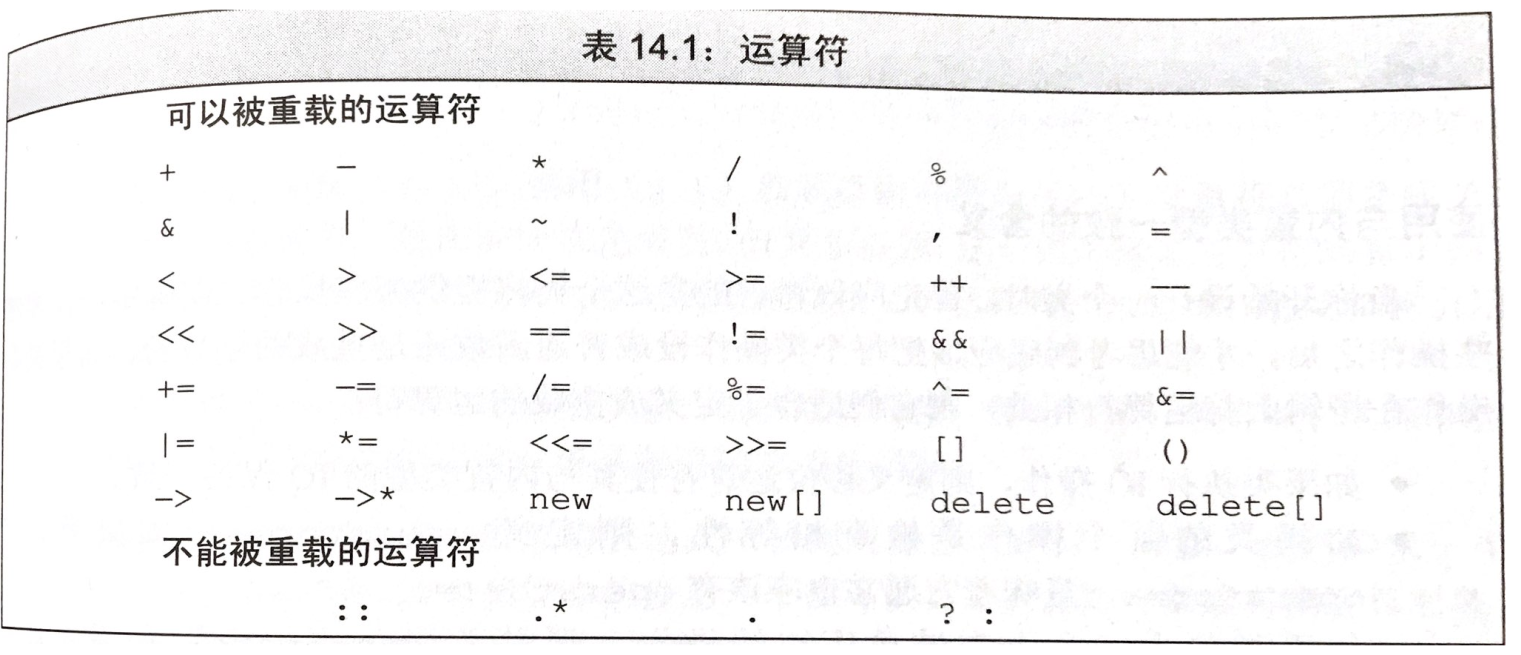 表 14.1：运算符
可以被重载的运算符
+ − * / % ^
& | ~ ! , =
< > <= >= ++ −−
<< >> == != && ||
+= −= /= %= ^= &=
|= *= <<= >>= [] ()
−> −>* new new[] delete delete[]
不能被重载的运算符
:: .* . ? :